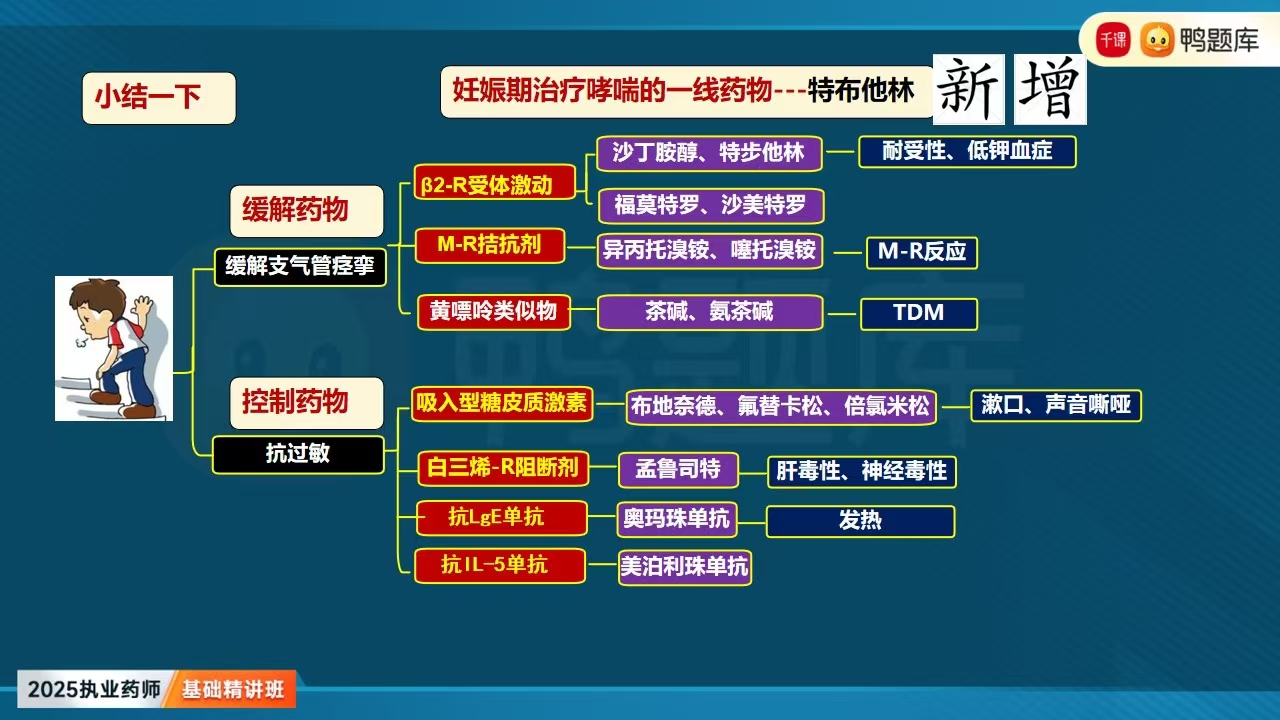 千课 鸭题库
小结一下
妊娠期治疗哮喘的一线药物---特布他林
新增
缓解药物
缓解支气管痉挛
β2-R受体激动
沙丁胺醇、特步他林
耐受性、低钾血症
福莫特罗、沙美特罗
M-R拮抗剂
异丙托溴铵、噻托溴铵
M-R反应
黄嘌呤类似物
茶碱、氨茶碱
TDM
控制药物
抗过敏
吸入型糖皮质激素
布地奈德、氟替卡松、倍氯米松
漱口、声音嘶哑
白三烯-R阻断剂
孟鲁司特
肝毒性、神经毒性
抗LgE单抗
奥玛珠单抗
发热
抗IL-5单抗
美泊利珠单抗
鸭题库
2025执业药师 基础精讲班